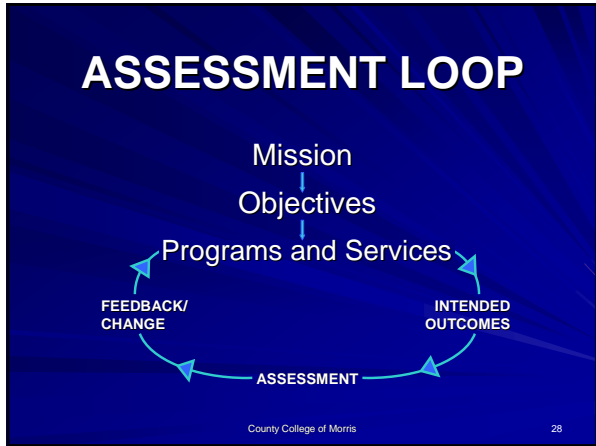 ASSESSMENT LOOP
Mission
Objectives
Programs and Services
FEEDBACK/
CHANGE
INTENDED
OUTCOMES
ASSESSMENT
County College of Morris
28